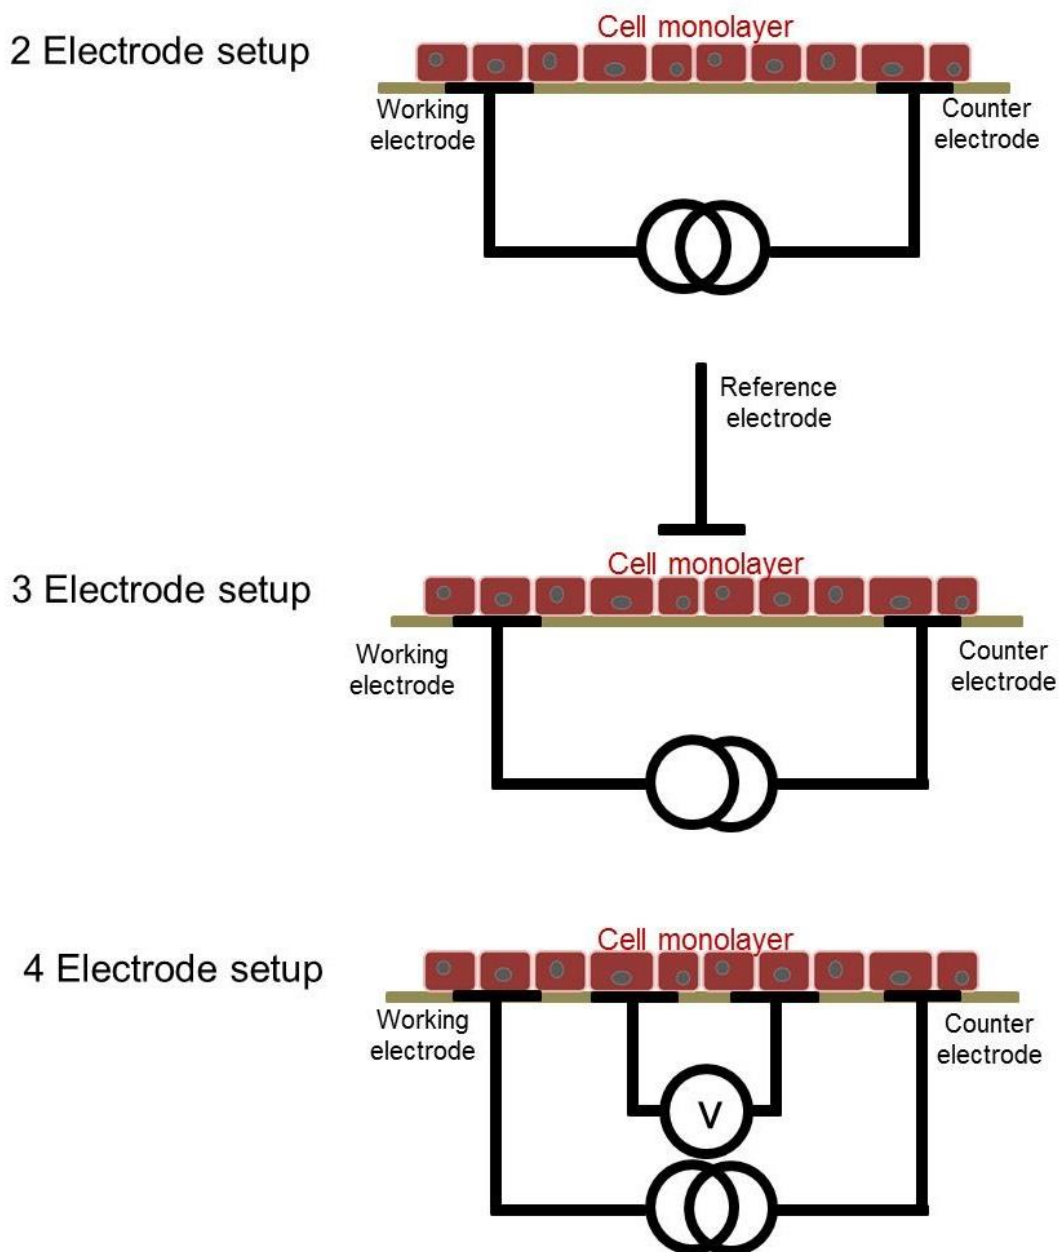 2 Electrode setup
Cell monolayer
Working
electrode
Counter
electrode
Reference
electrode
3 Electrode setup
Cell monolayer
Working
electrode
Counter
electrode
4 Electrode setup
Cell monolayer
Working
electrode
Counter
electrode
V